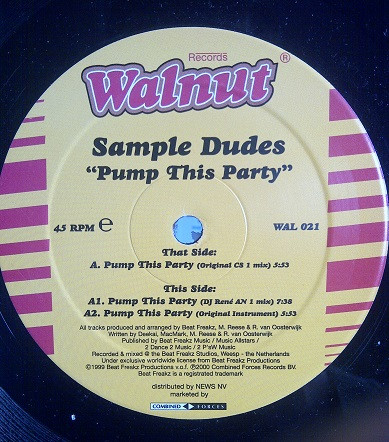 Records
Walnut ®
Sample Dudes
"Pump This Party"
45 RPM e
WAL 021
That Side:
A. Pump This Party (Original CS 1 mix) 5:53
This Side:
A1. Pump This Party (DJ René AN 1 mix) 7:38
A2. Pump This Party (Original Instrument) 5:53
All tracks produced and arranged by Beat Freakz, M. Reese & R. van Oosterwijk
Written by Deekai, MacMark, M. Reese & R. van Oosterwijk
Published by Beat Freakz Music / Music Allstars /
2 Dance 2 Music / 2 P'sW Music
Recorded & mixed @ the Beat Freakz Studios, Weesp - the Netherlands
Under exclusive worldwide license from Beat Freakz Productions
©1999 Beat Freakz Productions v.o.f. ℗2000 Combined Forces Records BV.
Beat Freakz is a registrated trademark
distributed by NEWS NV
marketed by
COMBINED FORCES